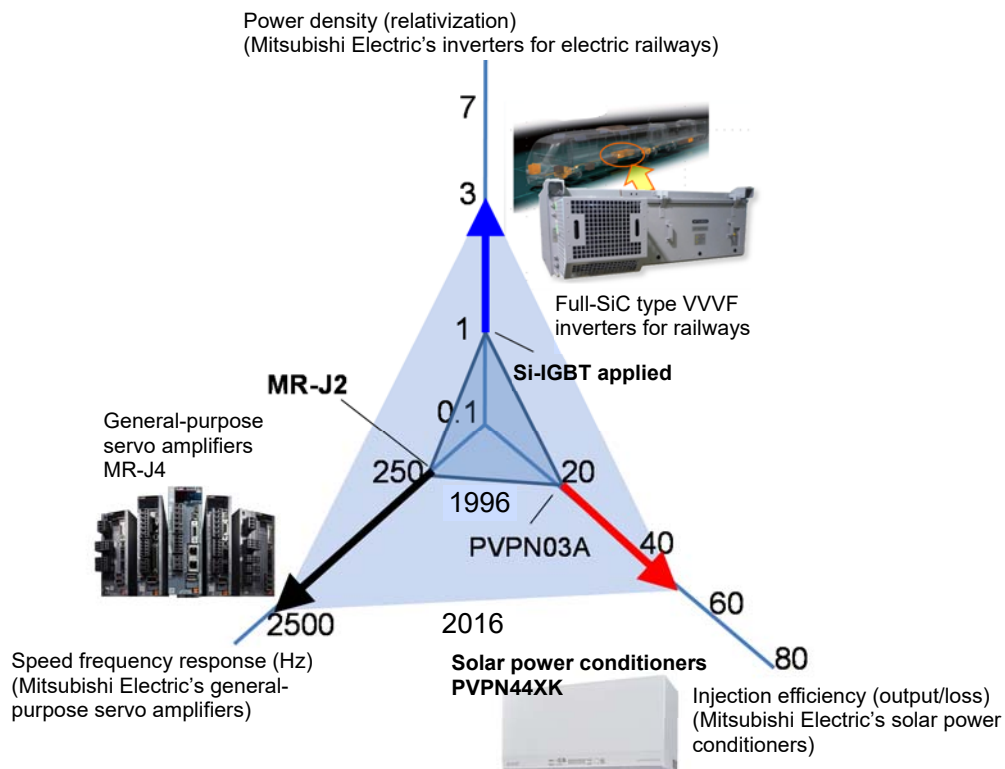 Power density (relativization)
(Mitsubishi Electric's inverters for electric railways)
7
3
Full-SiC type VVVF
inverters for railways
1
Si-IGBT applied
MR-J2
0.1
General-purpose
servo amplifiers
MR-J4
250
20
1996
PVPN03A
40
2500
2016
60
80
Speed frequency response (Hz)
(Mitsubishi Electric's general-
purpose servo amplifiers)
Solar power conditioners
PVPN44XK
Injection efficiency (output/loss)
(Mitsubishi Electric's solar power
conditioners)